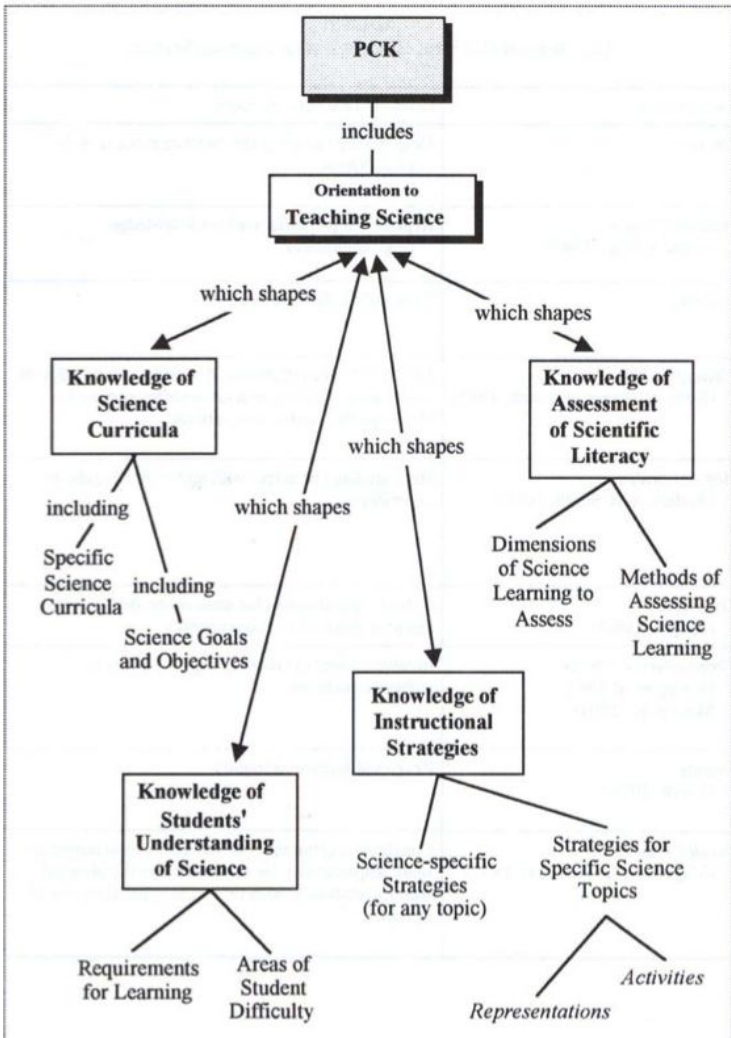 PCK
includes
Orientation to
Teaching Science
which shapes
which shapes
Knowledge of
Science
Curricula
Knowledge of
Assessment
of Scientific
Literacy
which shapes
which shapes
including
Specific
Science
Curricula
including
Science Goals
and Objectives
Dimensions
of Science
Learning to
Assess
Methods of
Assessing
Science
Learning
Knowledge of
Instructional
Strategies
Knowledge of
Students'
Understanding
of Science
Science-specific
Strategies
(for any topic)
Strategies for
Specific Science
Topics
Requirements
for Learning
Areas of
Student
Difficulty
Representations
Activities